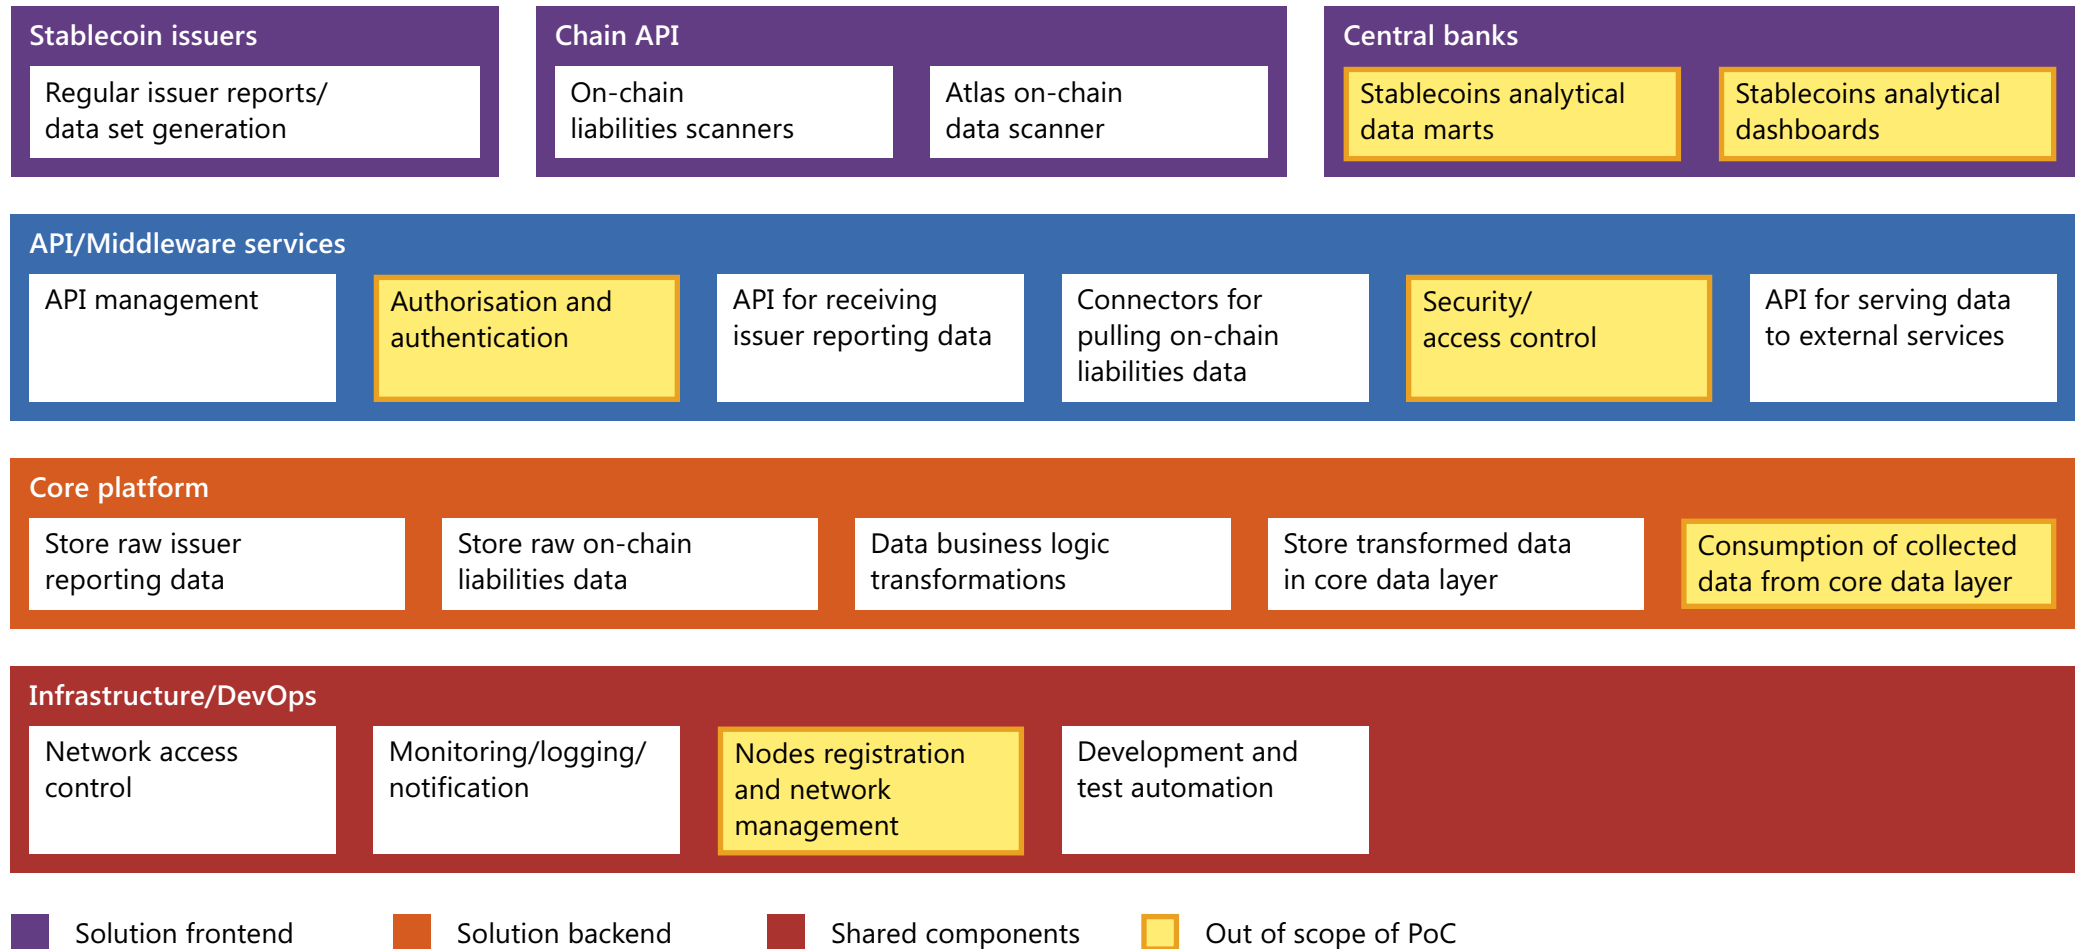 Stablecoin issuers
Regular issuer reports/
data set generation
Chain API
On-chain
liabilities scanners
Atlas on-chain
data scanner
Central banks
Stablecoins analytical
data marts
Stablecoins analytical
dashboards
API/Middleware services
API management
Authorisation and
authentication
API for receiving
issuer reporting data
Connectors for
pulling on-chain
liabilities data
Security/
access control
API for serving data
to external services
Core platform
Store raw issuer
reporting data
Store raw on-chain
liabilities data
Data business logic
transformations
Store transformed data
in core data layer
Consumption of collected
data from core data layer
Infrastructure/DevOps
Network access
control
Monitoring/logging/
notification
Nodes registration
and network
management
Development and
test automation
Solution frontend
Solution backend
Shared components
Out of scope of PoC